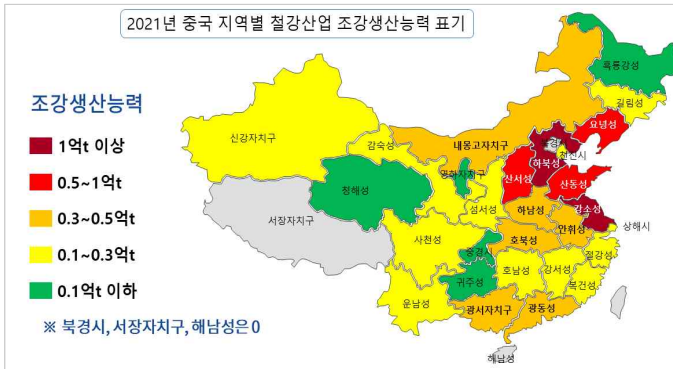 2021년 중국 지역별 철강산업 조강생산능력 표기
흑룡강성
길림성
요녕성
조강생산능력
1억t 이상
0.5~1억t
0.3~0.5억t
0.1~0.3억t
0.1억t 이하
※ 북경시, 서장자치구, 해남성은 0
신강자치구
감숙성
내몽고자치구
천진시
하북성
산서성
산동성
청해성
섬서성
하남성
강소성
서장자치구
안휘성
상해시
사천성
호북성
중경시
절강성
호남성
강서성
귀주성
복건성
운남성
광서자치구
광동성
해남성